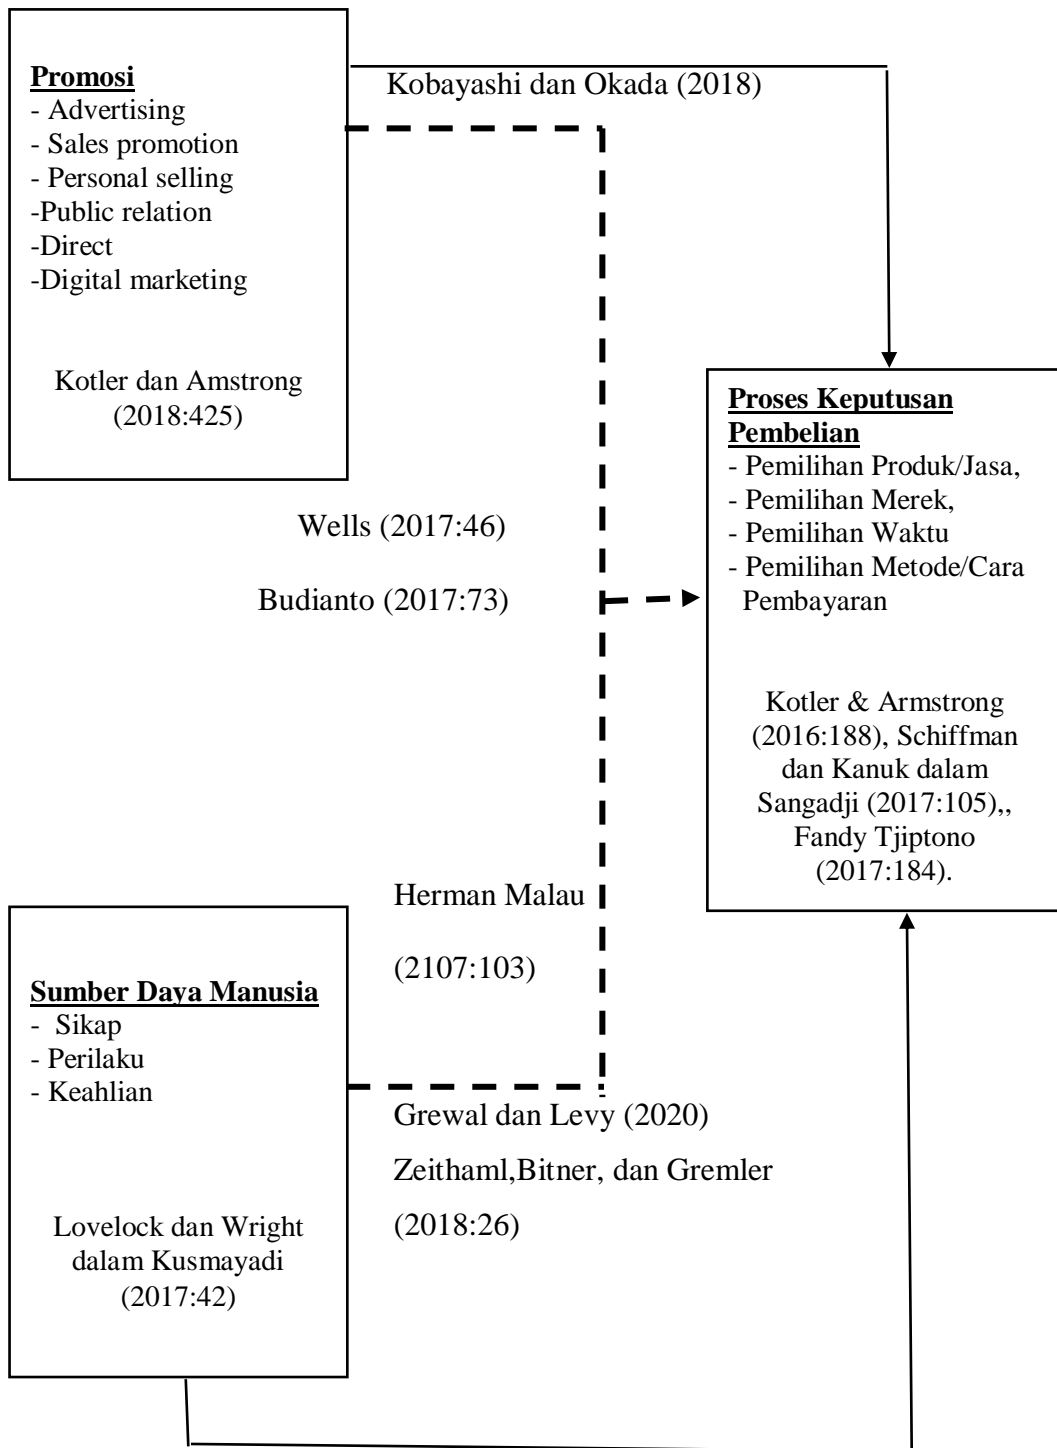 Promosi
- Advertising
- Sales promotion
- Personal selling
-Public relation
-Direct
-Digital marketing
Kotler dan Amstrong
(2018:425)
Kobayashi dan Okada (2018)
Wells (2017:46)
Budianto (2017:73)
Proses Keputusan
Pembelian
- Pemilihan Produk/Jasa,
- Pemilihan Merek,
- Pemilihan Waktu
- Pemilihan Metode/Cara
Pembayaran
Kotler & Armstrong
(2016:188), Schiffman
dan Kanuk dalam
Sangadji (2017:105),,
Fandy Tjiptono
(2017:184).
Herman Malau
(2107:103)
Sumber Daya Manusia
- Sikap
- Perilaku
- Keahlian
Lovelock dan Wright
dalam Kusmayadi
(2017:42)
Grewal dan Levy (2020)
Zeithaml,Bitner, dan Gremler
(2018:26)